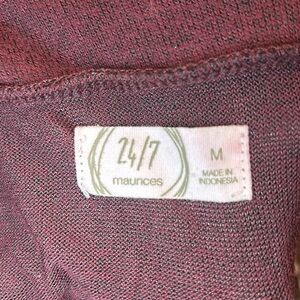 24/7
maurices
M
MADE IN
INDONESIA